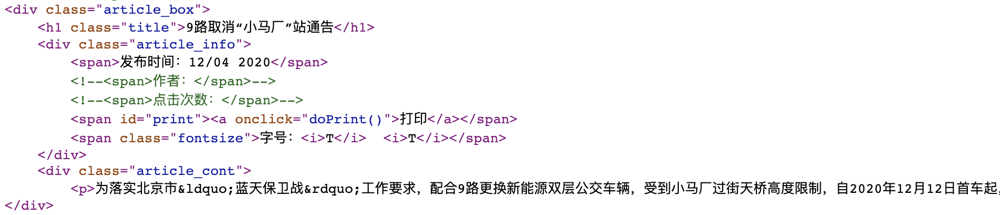 <div class="article_box">
<h1 class="title">9路取消“小马厂”站通告</h1>
<div class="article_info">
<span>发布时间：12/04 2020</span>
<!--<span>作者：</span>-->
<!--<span>点击次数：</span>-->
<span id="print"><a onclick="doPrint()">打印</a></span>
<span class="fontsize">字号：<i>T</i>  <i>T</i></span>
</div>
<div class="article_cont">
<p>为落实北京市&ldquo;蓝天保卫战&rdquo;工作要求，配合9路更换新能源双层公交车辆，受到小马厂过街天桥高度限制，自2020年12月12日首车起，
</div>